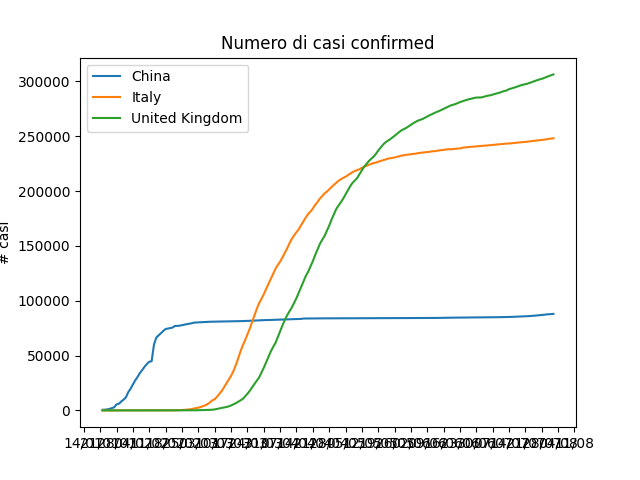 Numero di casi confirmed
China
Italy
United Kingdom
300000
250000
200000
150000
100000
50000
0
# casi